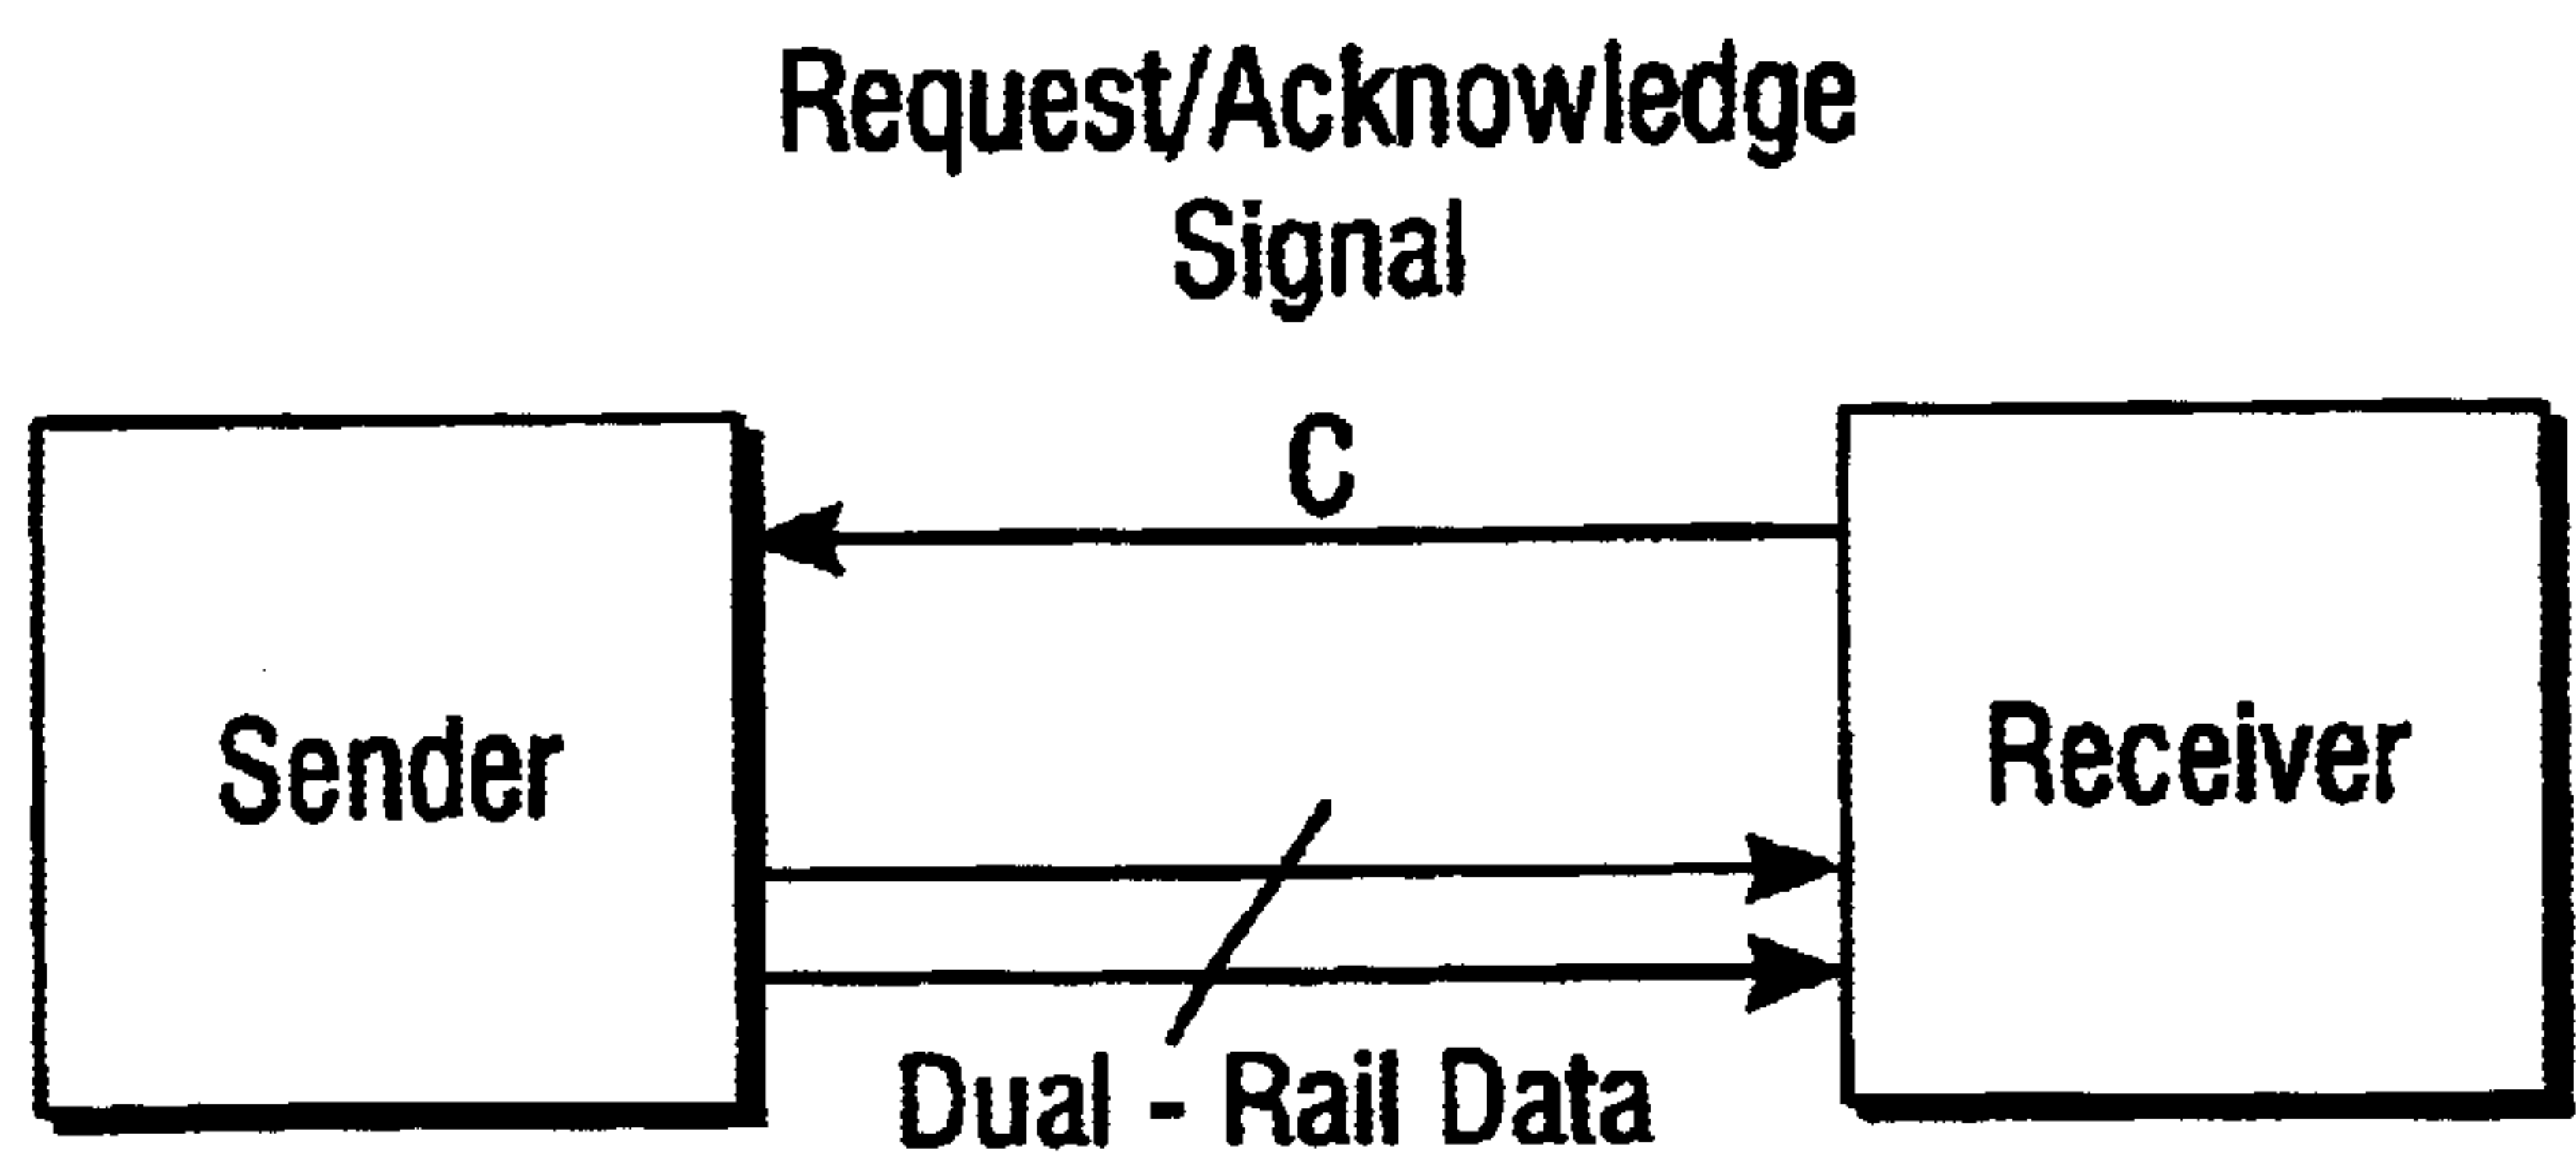 Request/Acknowledge
Signal
C
Sender
Receiver
Dual - Rail Data